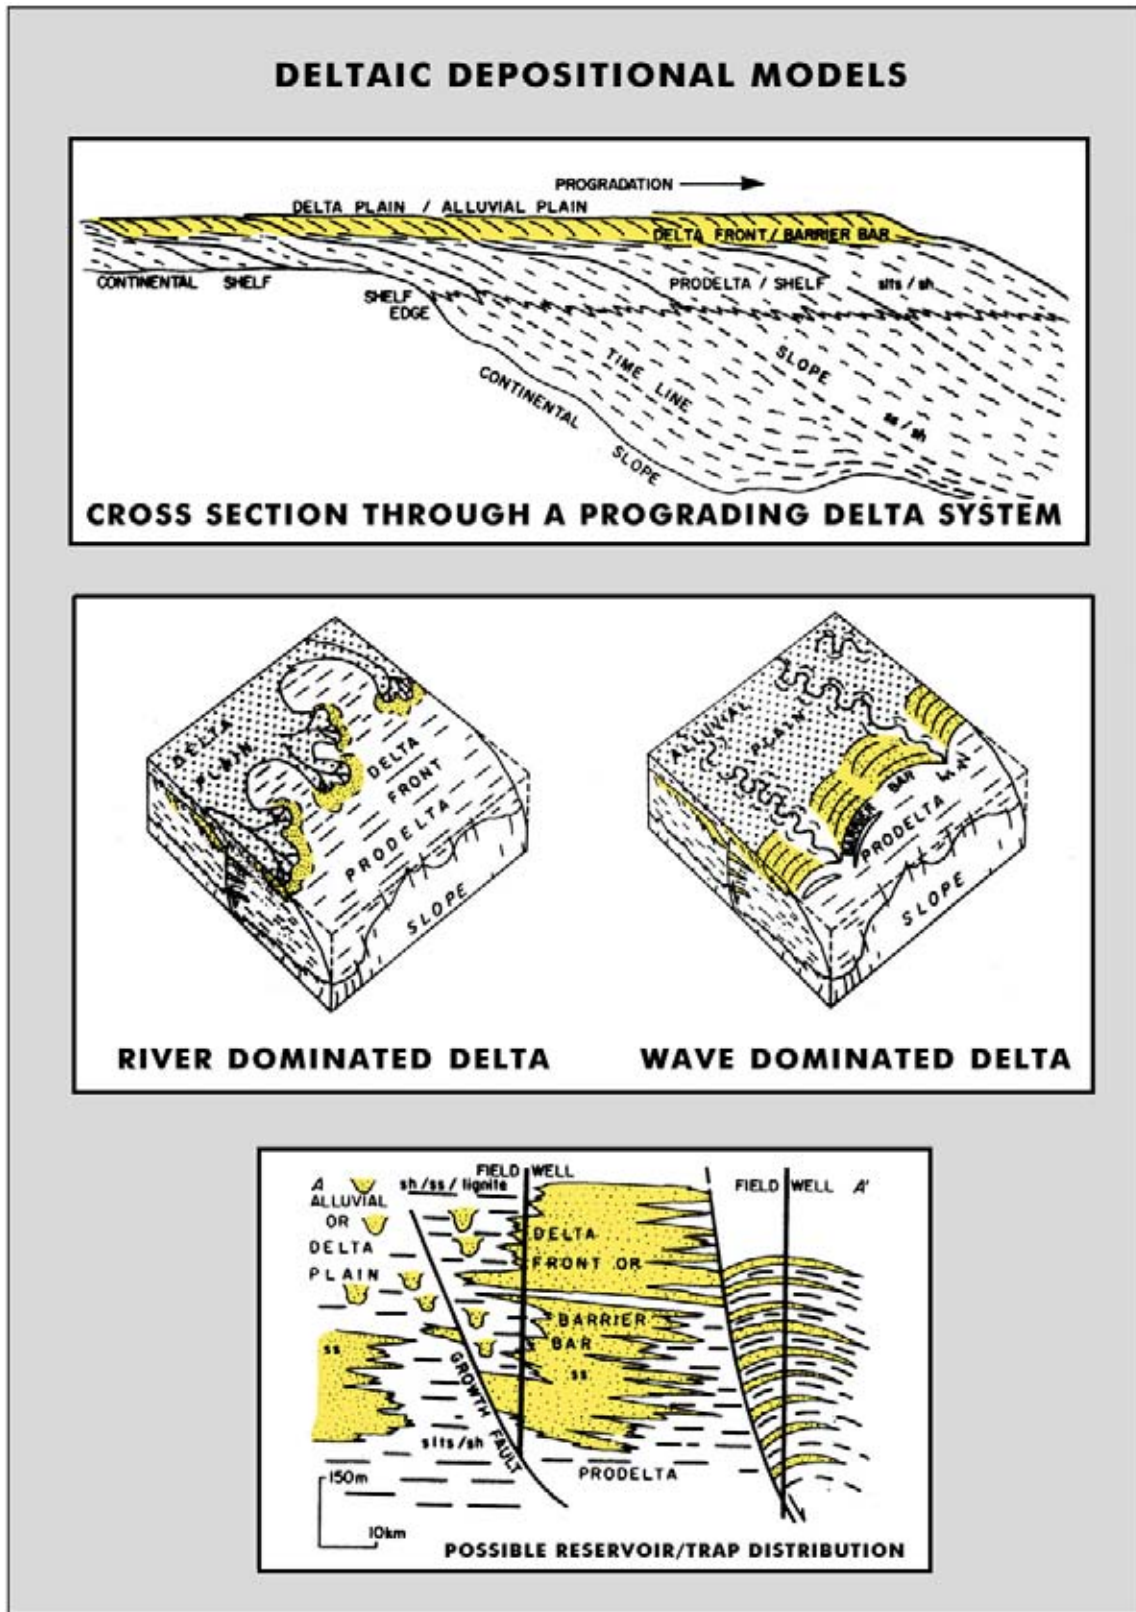 DELTAIC DEPOSITIONAL MODELS
PROGRADATION
DELTA PLAIN / ALLUVIAL PLAIN
DELTA FRONT / BARRIER BAR
CONTINENTAL SHELF
PRODELTA / SHELF
slts / sh
SHELF
EDGE
SLOPE
TIME LINE
CONTINENTAL
SLOPE
ss / sh
CROSS SECTION THROUGH A PROGRADING DELTA SYSTEM
DELTA
PLAIN
DELTA
FRONT
PRODELTA
SLOPE
RIVER DOMINATED DELTA
ALLUVIAL
PLAIN
BARRIER BAR
PRODELTA
SLOPE
WAVE DOMINATED DELTA
A
sh/ss/lignite
FIELD WELL
FIELD WELL A'
ALLUVIAL
OR
DELTA
PLAIN
DELTA
FRONT OR
BARRIER
BAR
ss
ss
GROWTH FAULT
slts/sh
PRODELTA
150m
10km
POSSIBLE RESERVOIR/TRAP DISTRIBUTION